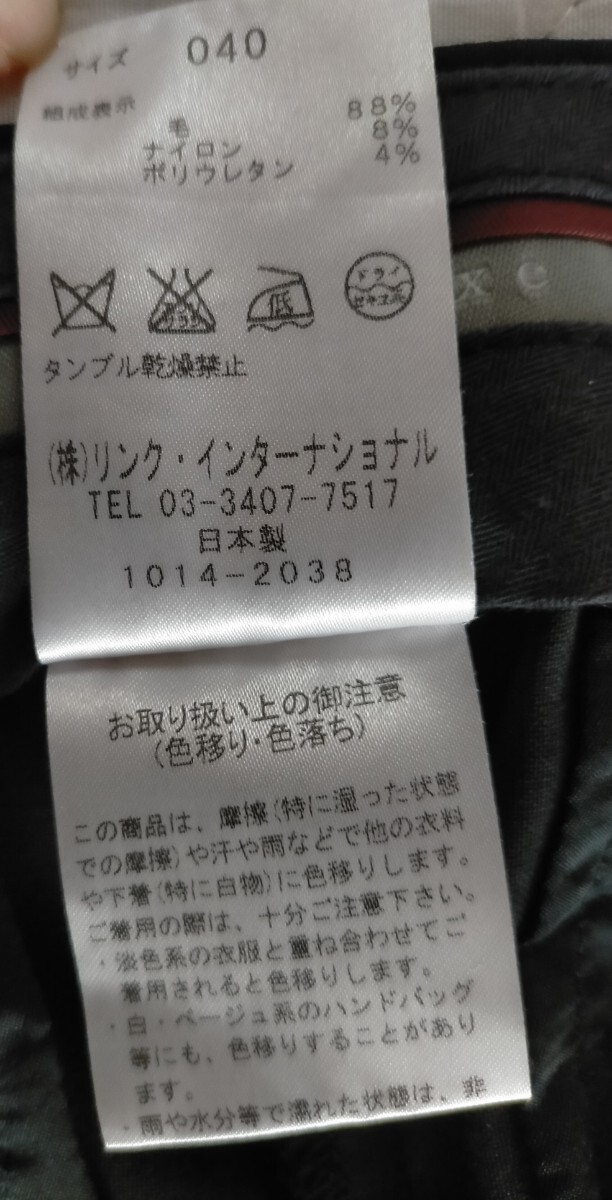 サイズ 040
組成表示
毛 88%
ナイロン 8%
ポリウレタン 4%
サラシ
低
ドライ
セキユ系
タンブル乾燥禁止
(株)リンク・インターナショナル
TEL 03-3407-7517
日本製
1014-2038
お取り扱い上の御注意
(色移り・色落ち)
この商品は、摩擦(特に湿った状態
での摩擦)や汗や雨などで他の衣料
や下着(特に白物)に色移りします。
ご着用の際は、十分ご注意下さい。
・淡色系の衣服と重ね合わせてご
着用されると色移りします。
・白・ベージュ系のハンドバッグ
等にも、色移りすることがあり
ます。
・雨や水分等で濡れた状態は、非
xe